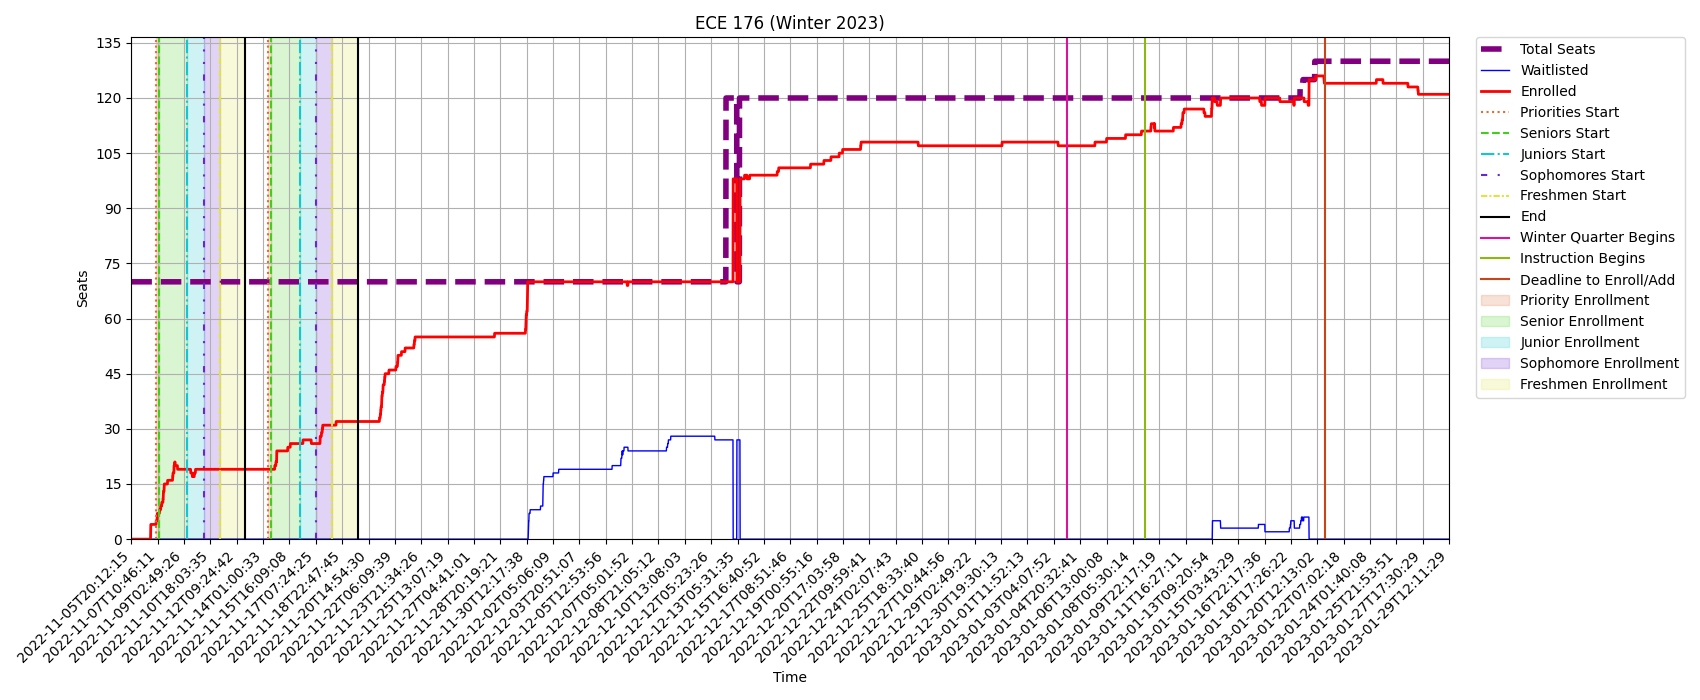 ECE 176 (Winter 2023)
135
120
105
90
75
60
45
30
15
0
Seats
2022-11-05T20:12:15
2022-11-07T10:46:11
2022-11-09T02:49:26
2022-11-10T18:03:35
2022-11-12T09:24:42
2022-11-14T01:00:33
2022-11-15T16:09:08
2022-11-17T07:24:25
2022-11-18T22:47:45
2022-11-20T14:54:30
2022-11-22T06:09:39
2022-11-23T21:34:26
2022-11-25T13:07:19
2022-11-27T04:41:01
2022-11-28T20:19:21
2022-11-30T12:17:38
2022-12-02T05:06:09
2022-12-03T20:51:07
2022-12-05T12:53:56
2022-12-07T05:01:52
2022-12-08T21:05:12
2022-12-10T13:08:03
2022-12-12T05:23:26
2022-12-13T05:31:35
2022-12-15T16:40:52
2022-12-17T08:51:46
2022-12-19T00:55:16
2022-12-20T17:03:58
2022-12-22T09:59:41
2022-12-24T02:07:43
2022-12-25T18:33:40
2022-12-27T10:44:56
2022-12-29T02:49:22
2022-12-30T19:30:13
2023-01-01T11:52:13
2023-01-03T04:07:52
2023-01-04T20:32:41
2023-01-06T13:00:08
2023-01-08T05:30:14
2023-01-09T22:17:19
2023-01-11T16:27:11
2023-01-13T09:20:54
2023-01-15T03:43:29
2023-01-16T22:17:36
2023-01-18T17:26:22
2023-01-20T12:13:02
2023-01-22T07:02:18
2023-01-24T01:40:08
2023-01-25T21:53:51
2023-01-27T17:30:29
2023-01-29T12:11:29
Time
Total Seats
Waitlisted
Enrolled
Priorities Start
Seniors Start
Juniors Start
Sophomores Start
Freshmen Start
End
Winter Quarter Begins
Instruction Begins
Deadline to Enroll/Add
Priority Enrollment
Senior Enrollment
Junior Enrollment
Sophomore Enrollment
Freshmen Enrollment